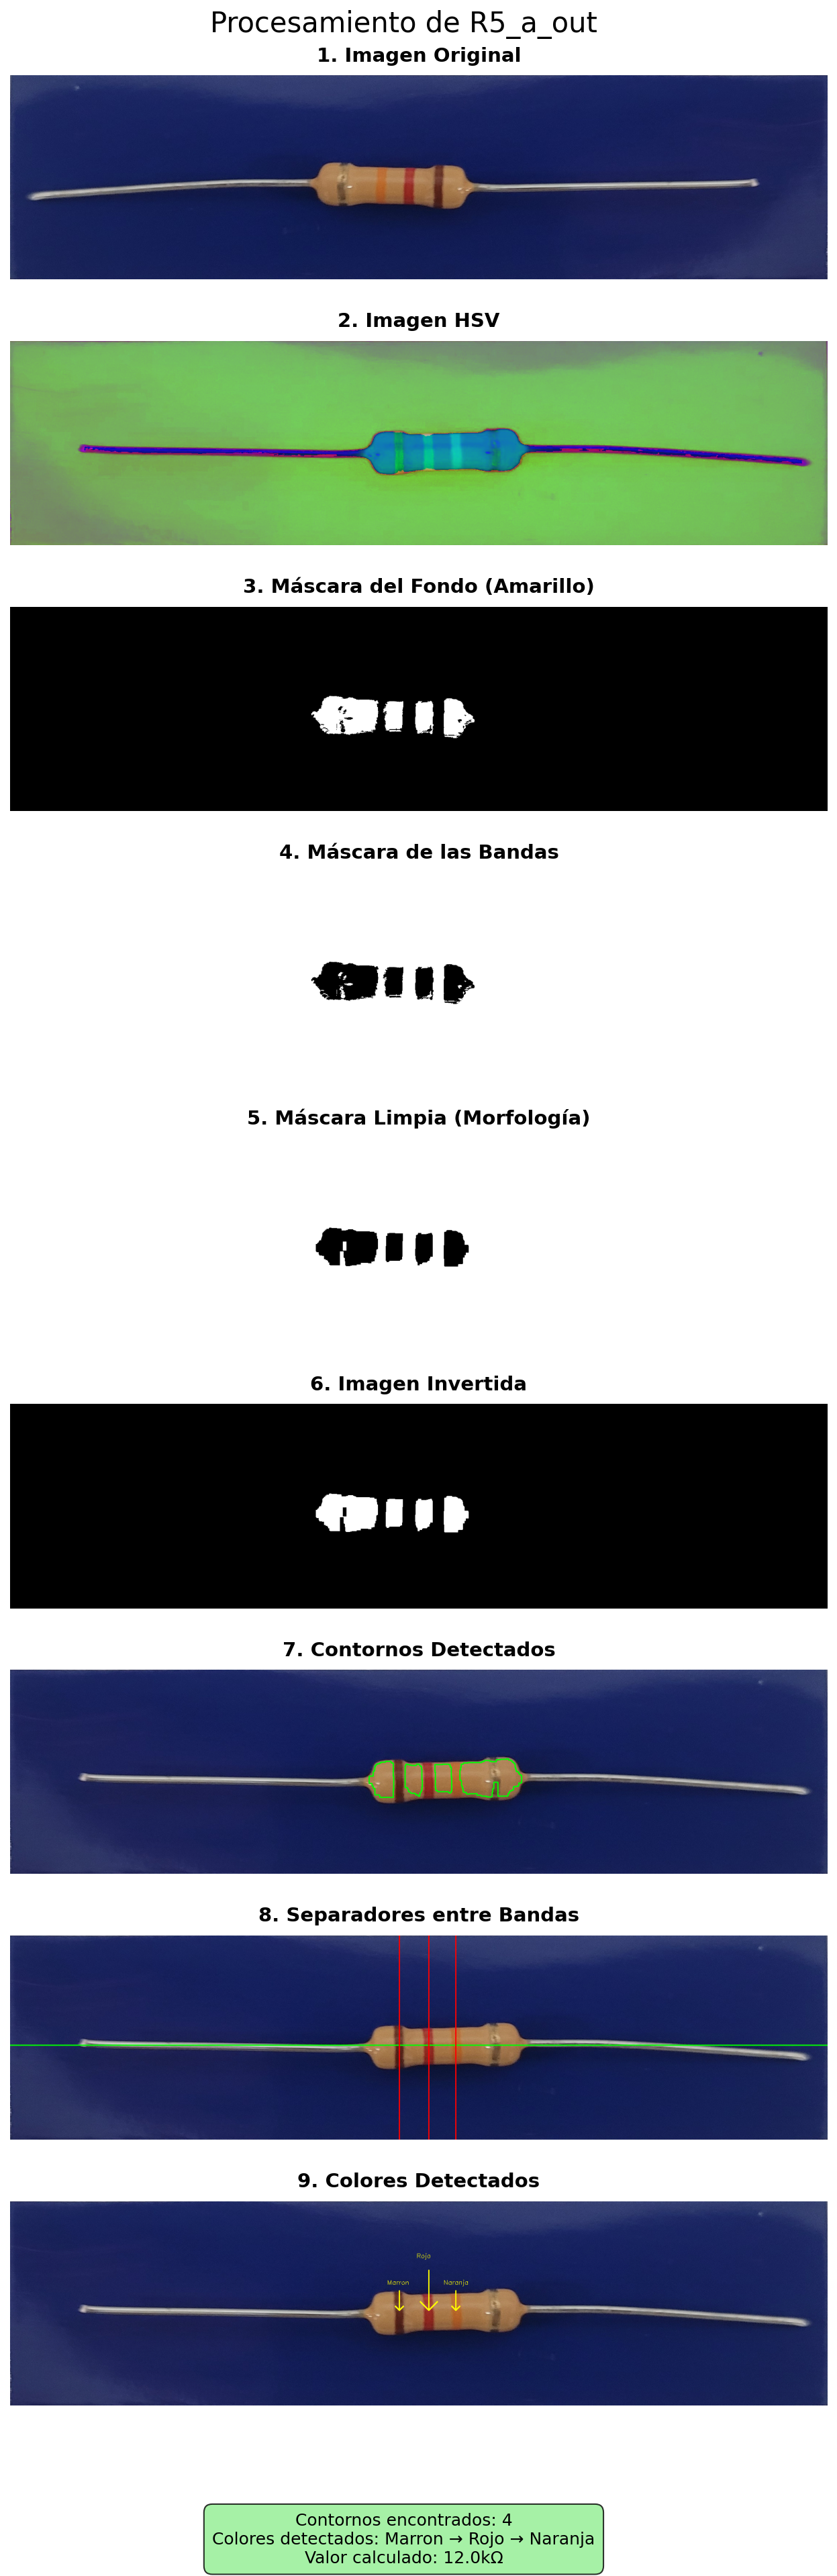 Procesamiento de R5_a_out
1. Imagen Original
2. Imagen HSV
3. Máscara del Fondo (Amarillo)
4. Máscara de las Bandas
5. Máscara Limpia (Morfología)
6. Imagen Invertida
7. Contornos Detectados
8. Separadores entre Bandas
9. Colores Detectados
Rojo
Marron
Naranja
Contornos encontrados: 4
Colores detectados: Marron → Rojo → Naranja
Valor calculado: 12.0kΩ